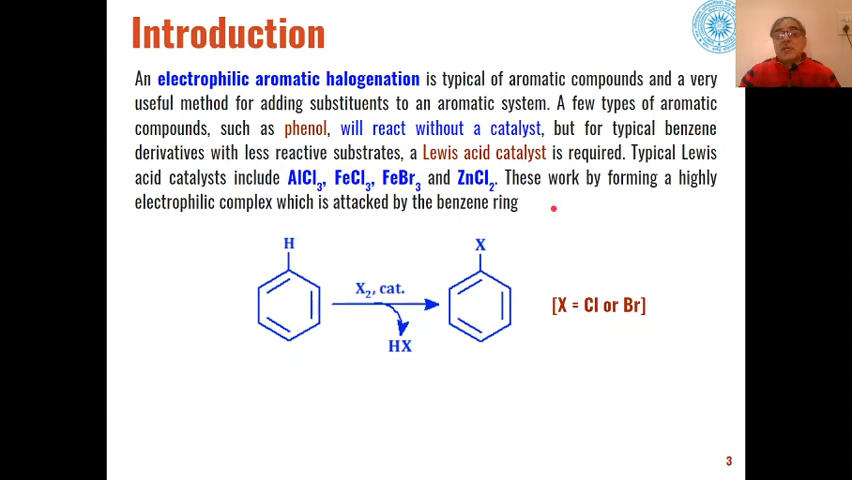 Introduction
An electrophilic aromatic halogenation is typical of aromatic compounds and a very
useful method for adding substituents to an aromatic system. A few types of aromatic
compounds, such as phenol, will react without a catalyst, but for typical benzene
derivatives with less reactive substrates, a Lewis acid catalyst is required. Typical Lewis
acid catalysts include AlCl₃, FeCl₃, FeBr₃ and ZnCl₂. These work by forming a highly
electrophilic complex which is attacked by the benzene ring
H
X
X₂, cat.
[X = Cl or Br]
HX
3